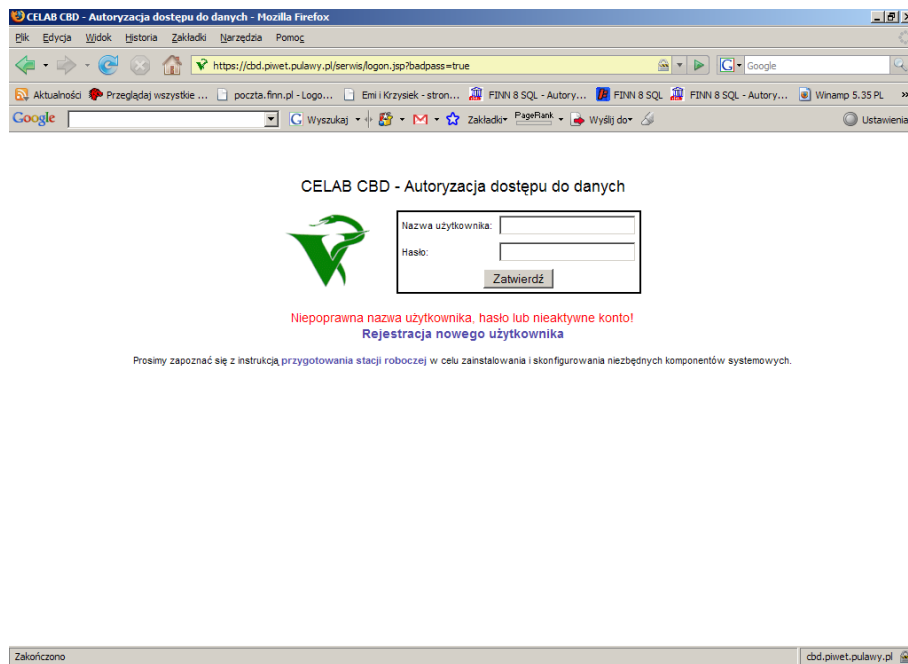 CELAB CBD - Autoryzacja dostępu do danych - Mozilla Firefox
Plik Edycja Widok Historia Zakładki Narzędzia Pomoc
https://cbd.piwet.pulawy.pl/serwis/logon.jsp?badpass=true G Google
Aktualności Przeglądaj wszystkie ... poczta.finn.pl - Logo... Emi i Krzysiek - stron... FINN 8 SQL - Autory... FINN 8 SQL FINN 8 SQL - Autory... Winamp 5.35 PL »
Google G Wyszukaj Zakładki PageRank Wyślij do Ustawienia
CELAB CBD - Autoryzacja dostępu do danych
Nazwa użytkownika:
Hasło:
Zatwierdź
Niepoprawna nazwa użytkownika, hasło lub nieaktywne konto!
Rejestracja nowego użytkownika
Prosimy zapoznać się z instrukcją przygotowania stacji roboczej w celu zainstalowania i skonfigurowania niezbędnych komponentów systemowych.
Zakończono cbd.piwet.pulawy.pl